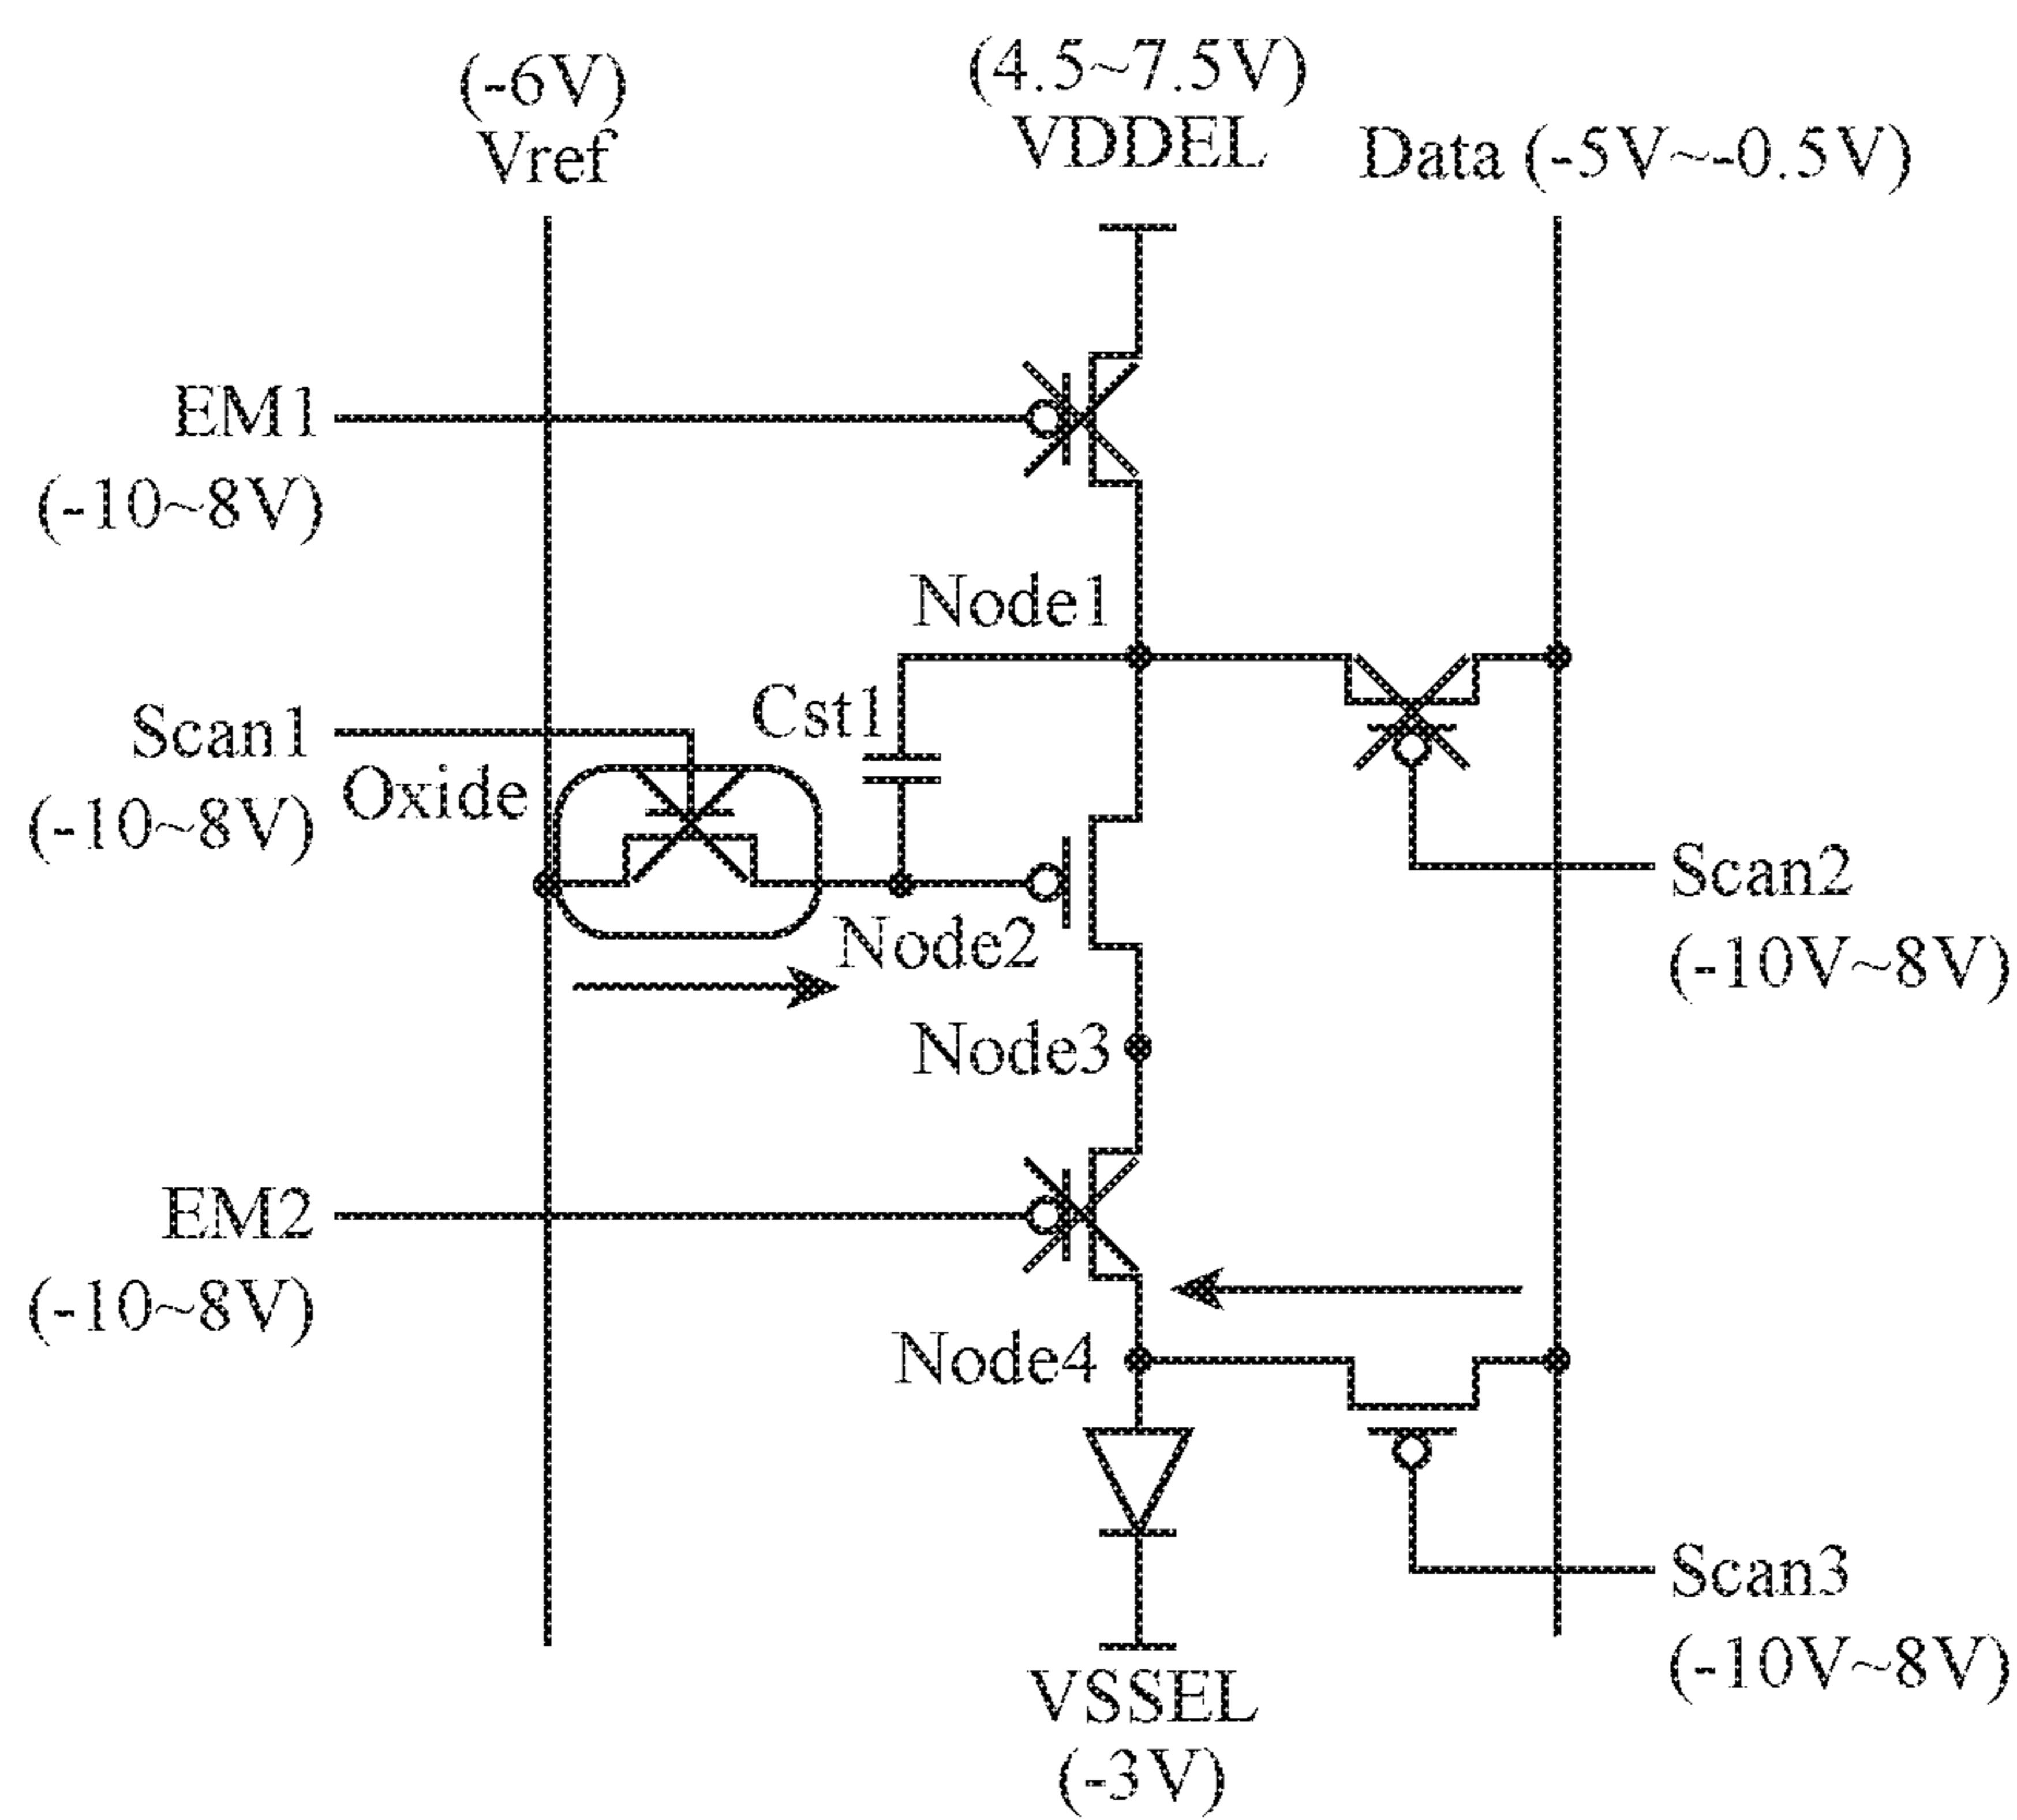 (-6V)
Vref
(4.5~7.5V)
VDDEL
Data (-5V~-0.5V)
EM1
(-10~8V)
Node1
Scan1
(-10~8V)
Oxide
Cst1
Scan2
(-10V~8V)
Node2
Node3
EM2
(-10~8V)
Node4
Scan3
(-10V~8V)
VSSEL
(-3V)